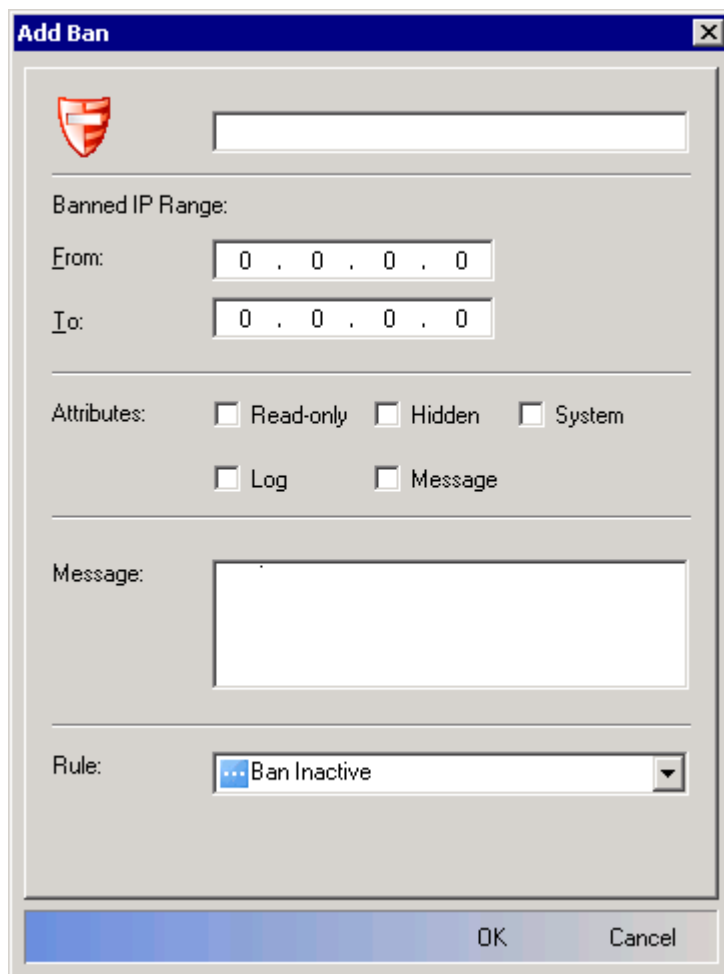 Add Ban
Banned IP Range:
From: 0 . 0 . 0 . 0
To: 0 . 0 . 0 . 0
Attributes: Read-only Hidden System
Log Message
Message:
Rule: Ban Inactive
OK Cancel